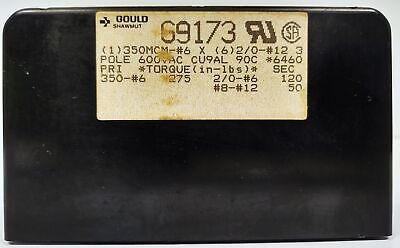 GOULD
SHAWMUT
69173
(1)350MCM-#6 X (6)2/0-#12 3
POLE 600VAC CU9AL 90C *6460
PRI *TORGUE(in-lbs)* SEC
350-#6 275 2/0-#6 120
#8-#12 50